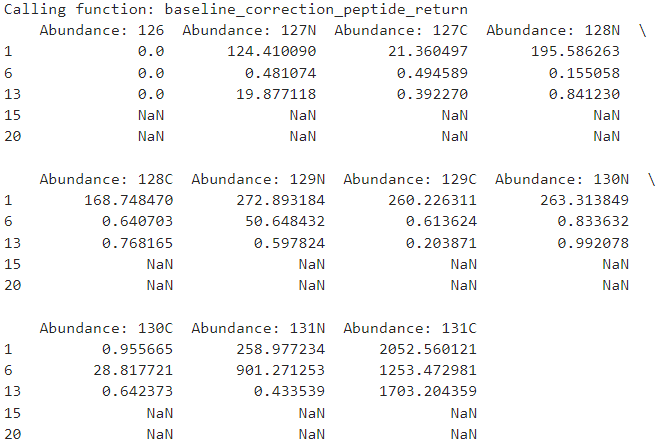 Calling function: baseline_correction_peptide_return
    Abundance: 126  Abundance: 127N  Abundance: 127C  Abundance: 128N  \
1              0.0       124.410090        21.360497       195.586263
6              0.0         0.481074         0.494589         0.155058
13             0.0        19.877118         0.392270         0.841230
15             NaN              NaN              NaN              NaN
20             NaN              NaN              NaN              NaN

    Abundance: 128C  Abundance: 129N  Abundance: 129C  Abundance: 130N  \
1        168.748470       272.893184       260.226311       263.313849
6          0.640703        50.648432         0.613624         0.833632
13         0.768165         0.597824         0.203871         0.992078
15              NaN              NaN              NaN              NaN
20              NaN              NaN              NaN              NaN

    Abundance: 130C  Abundance: 131N  Abundance: 131C
1          0.955665       258.977234      2052.560121
6         28.817721       901.271253      1253.472981
13         0.642373         0.433539      1703.204359
15              NaN              NaN              NaN
20              NaN              NaN              NaN